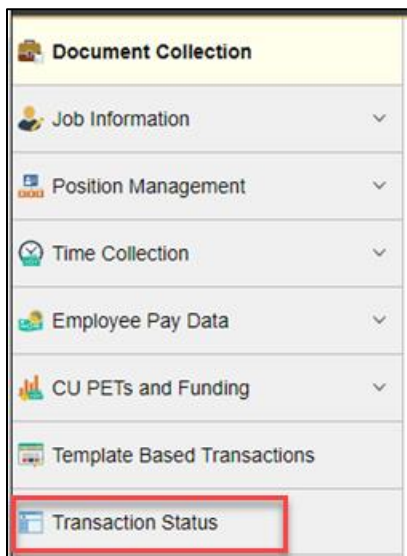 Document Collection
Job Information
Position Management
Time Collection
Employee Pay Data
CU PETs and Funding
Template Based Transactions
Transaction Status